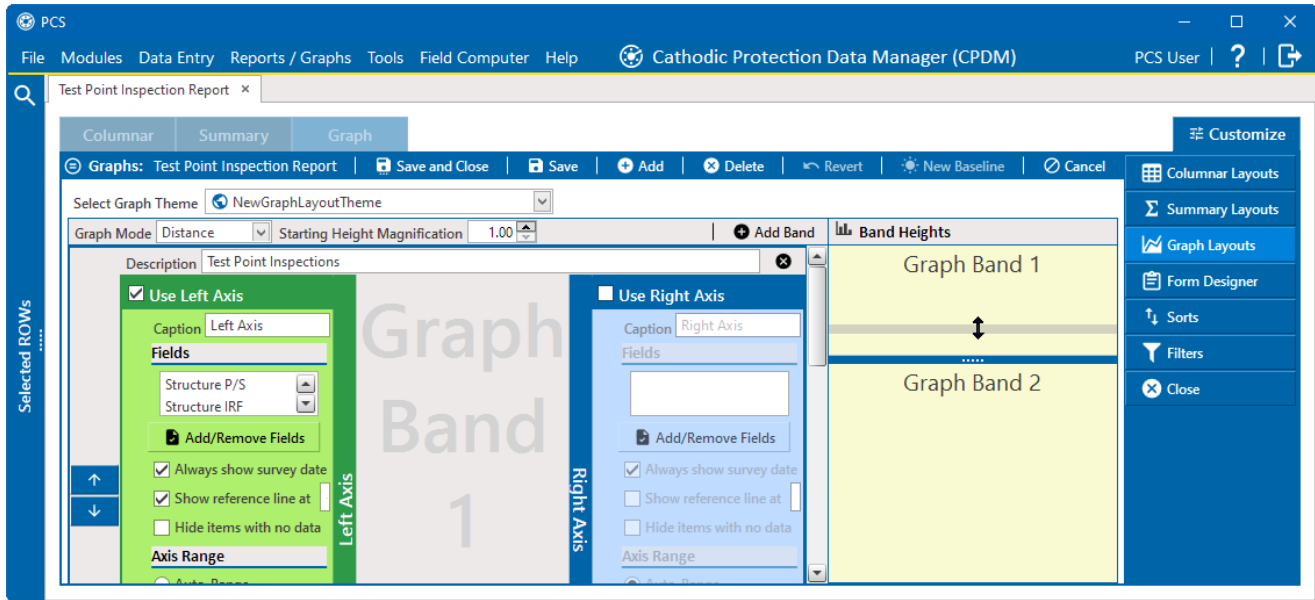 PCS
File Modules Data Entry Reports / Graphs Tools Field Computer Help
Cathodic Protection Data Manager (CPDM)
PCS User | ? |
Test Point Inspection Report ×
Selected ROWs
Columnar Summary Graph
Customize
Graphs: Test Point Inspection Report | Save and Close | Save | Add | Delete | Revert | New Baseline | Cancel
Select Graph Theme NewGraphLayoutTheme
Graph Mode Distance Starting Height Magnification 1.00 | Add Band
Description Test Point Inspections
Use Left Axis
Caption Left Axis
Fields
Structure P/S
Structure IRF
Add/Remove Fields
Always show survey date
Show reference line at
Hide items with no data
Axis Range
Auto-Range
Left Axis
Graph
Band
1
Right Axis
Use Right Axis
Caption Right Axis
Fields
Add/Remove Fields
Always show survey date
Show reference line at
Hide items with no data
Axis Range
Auto-Range
Band Heights
Graph Band 1
Graph Band 2
Columnar Layouts
Σ Summary Layouts
Graph Layouts
Form Designer
Sorts
Filters
Close